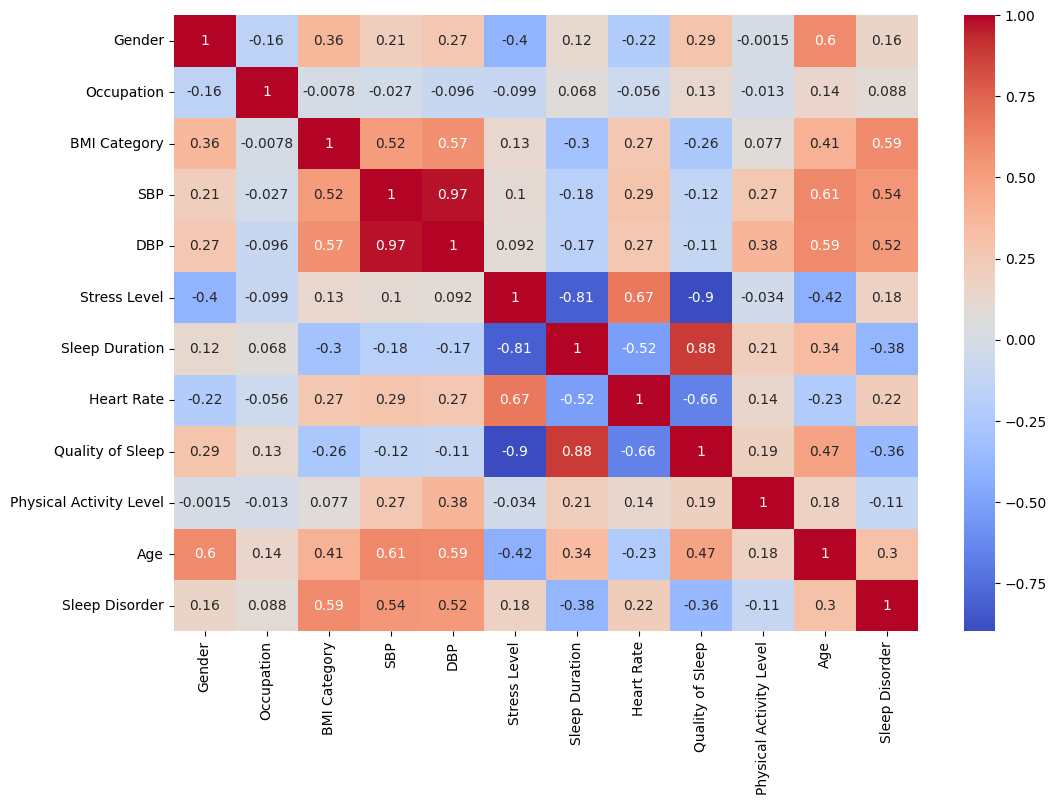 Gender 1 -0.16 0.36 0.21 0.27 -0.4 0.12 -0.22 0.29 -0.0015 0.6 0.16
Occupation -0.16 1 -0.0078 -0.027 -0.096 -0.099 0.068 -0.056 0.13 -0.013 0.14 0.088
BMI Category 0.36 -0.0078 1 0.52 0.57 0.13 -0.3 0.27 -0.26 0.077 0.41 0.59
SBP 0.21 -0.027 0.52 1 0.97 0.1 -0.18 0.29 -0.12 0.27 0.61 0.54
DBP 0.27 -0.096 0.57 0.97 1 0.092 -0.17 0.27 -0.11 0.38 0.59 0.52
Stress Level -0.4 -0.099 0.13 0.1 0.092 1 -0.81 0.67 -0.9 -0.034 -0.42 0.18
Sleep Duration 0.12 0.068 -0.3 -0.18 -0.17 -0.81 1 -0.52 0.88 0.21 0.34 -0.38
Heart Rate -0.22 -0.056 0.27 0.29 0.27 0.67 -0.52 1 -0.66 0.14 -0.23 0.22
Quality of Sleep 0.29 0.13 -0.26 -0.12 -0.11 -0.9 0.88 -0.66 1 0.19 0.47 -0.36
Physical Activity Level -0.0015 -0.013 0.077 0.27 0.38 -0.034 0.21 0.14 0.19 1 0.18 -0.11
Age 0.6 0.14 0.41 0.61 0.59 -0.42 0.34 -0.23 0.47 0.18 1 0.3
Sleep Disorder 0.16 0.088 0.59 0.54 0.52 0.18 -0.38 0.22 -0.36 -0.11 0.3 1
Gender
Occupation
BMI Category
SBP
DBP
Stress Level
Sleep Duration
Heart Rate
Quality of Sleep
Physical Activity Level
Age
Sleep Disorder
1.00
0.75
0.50
0.25
0.00
−0.25
−0.50
−0.75